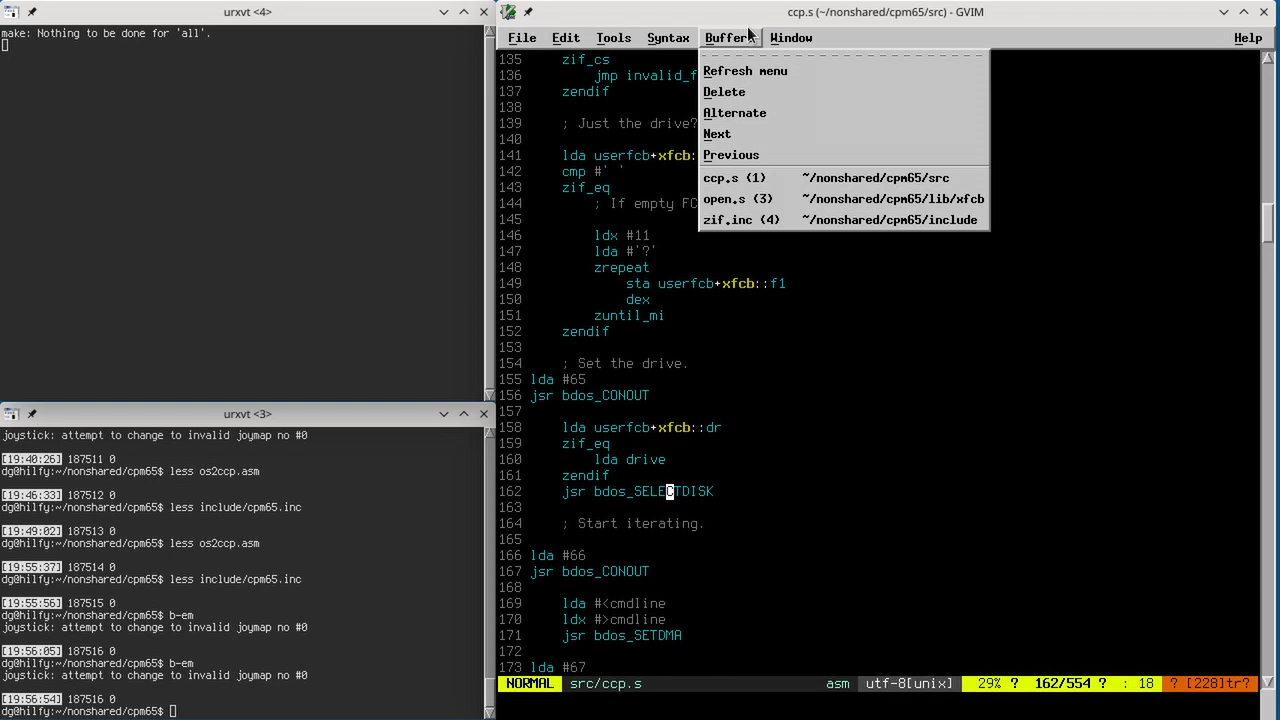 urxvt <4>
make: Nothing to be done for 'all'.
urxvt <3>
joystick: attempt to change to invalid joymap no #0
[19:40:26] 187511 0
dg@hilfy:~/nonshared/cpm65$ less os2ccp.asm
[19:46:33] 187512 0
dg@hilfy:~/nonshared/cpm65$ less include/cpm65.inc
[19:49:02] 187513 0
dg@hilfy:~/nonshared/cpm65$ less os2ccp.asm
[19:55:37] 187514 0
dg@hilfy:~/nonshared/cpm65$ less include/cpm65.inc
[19:55:56] 187515 0
dg@hilfy:~/nonshared/cpm65$ b-em
joystick: attempt to change to invalid joymap no #0
[19:56:05] 187516 0
dg@hilfy:~/nonshared/cpm65$ b-em
joystick: attempt to change to invalid joymap no #0
[19:56:54] 187516 0
dg@hilfy:~/nonshared/cpm65$
ccp.s (~/nonshared/cpm65/src) - GVIM
File Edit Tools Syntax Buffer Window Help
Refresh menu
Delete
Alternate
Next
Previous
ccp.s (1) ~/nonshared/cpm65/src
open.s (3) ~/nonshared/cpm65/lib/xfcb
zif.inc (4) ~/nonshared/cpm65/include
135 zif_cs
136 jmp invalid_f
137 zendif
138
139 ; Just the drive?
140
141 lda userfcb+xfcb:
142 cmp #' '
143 zif_eq
144 ; If empty FC
145
146 ldx #11
147 lda #'?'
148 zrepeat
149 sta userfcb+xfcb::f1
150 dex
151 zuntil_mi
152 zendif
153
154 ; Set the drive.
155 lda #65
156 jsr bdos_CONOUT
157
158 lda userfcb+xfcb::dr
159 zif_eq
160 lda drive
161 zendif
162 jsr bdos_SELECTDISK
163
164 ; Start iterating.
165
166 lda #66
167 jsr bdos_CONOUT
168
169 lda #<cmdline
170 ldx #>cmdline
171 jsr bdos_SETDMA
172
173 lda #67
NORMAL src/ccp.s asm utf-8[unix] 29% ? 162/554 ? : 18 ? [228]tr?